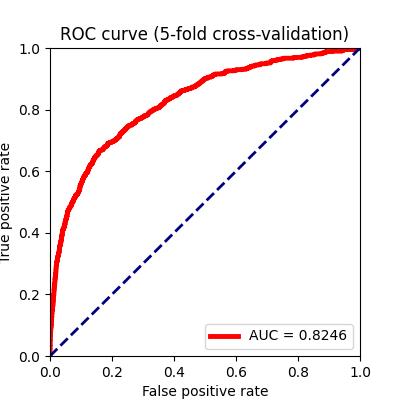 ROC curve (5-fold cross-validation)
1.0
0.8
0.6
0.4
0.2
0.0
True positive rate
AUC = 0.8246
0.0 0.2 0.4 0.6 0.8 1.0
False positive rate